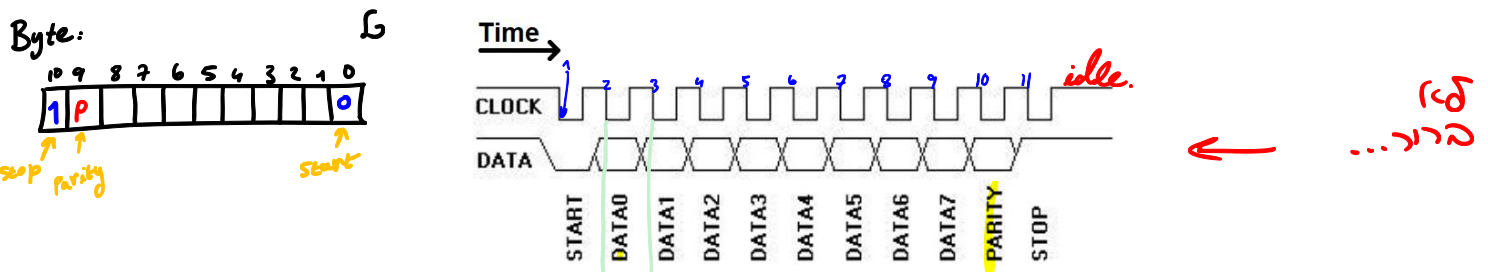 Byte:
10 9 8 7 6 5 4 3 2 1 0
1 P 0
stop parity start
Time
1 2 3 4 5 6 7 8 9 10 11 idle.
CLOCK
DATA
START DATA0 DATA1 DATA2 DATA3 DATA4 DATA5 DATA6 DATA7 PARITY STOP
ברור...